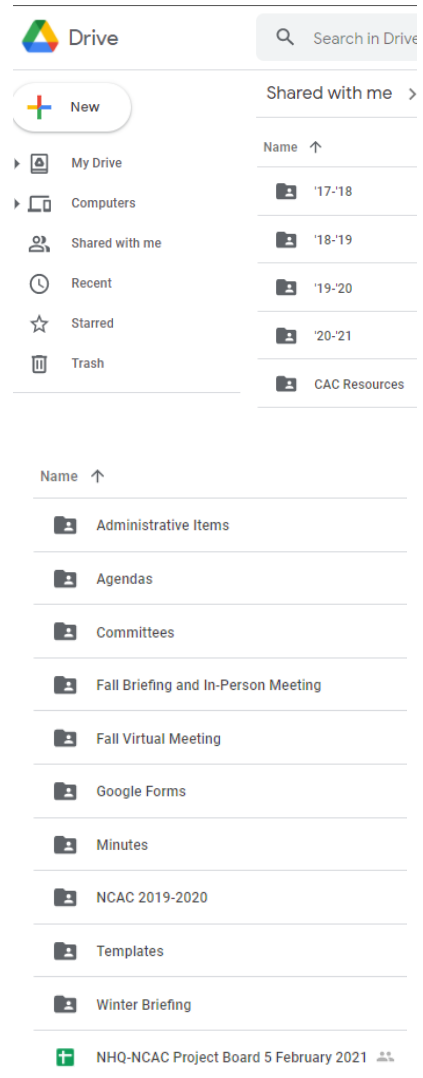 Drive
Search in Drive
New
Shared with me
Name
My Drive
Computers
Shared with me
Recent
Starred
Trash
'17-'18
'18-'19
'19-'20
'20-'21
CAC Resources
Name
Administrative Items
Agendas
Committees
Fall Briefing and In-Person Meeting
Fall Virtual Meeting
Google Forms
Minutes
NCAC 2019-2020
Templates
Winter Briefing
NHQ-NCAC Project Board 5 February 2021